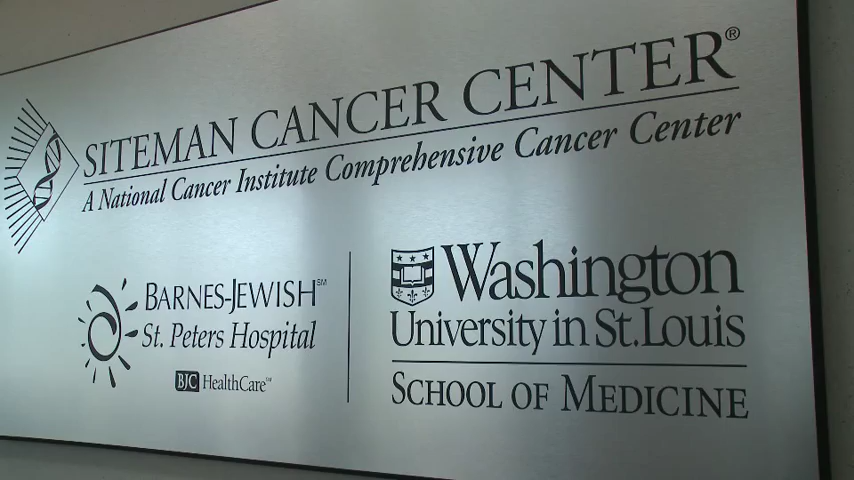 SITEMAN CANCER CENTER®
A National Cancer Institute Comprehensive Cancer Center
BARNES-JEWISH℠
St. Peters Hospital
BJC HealthCare™
Washington
University in St. Louis
SCHOOL OF MEDICINE